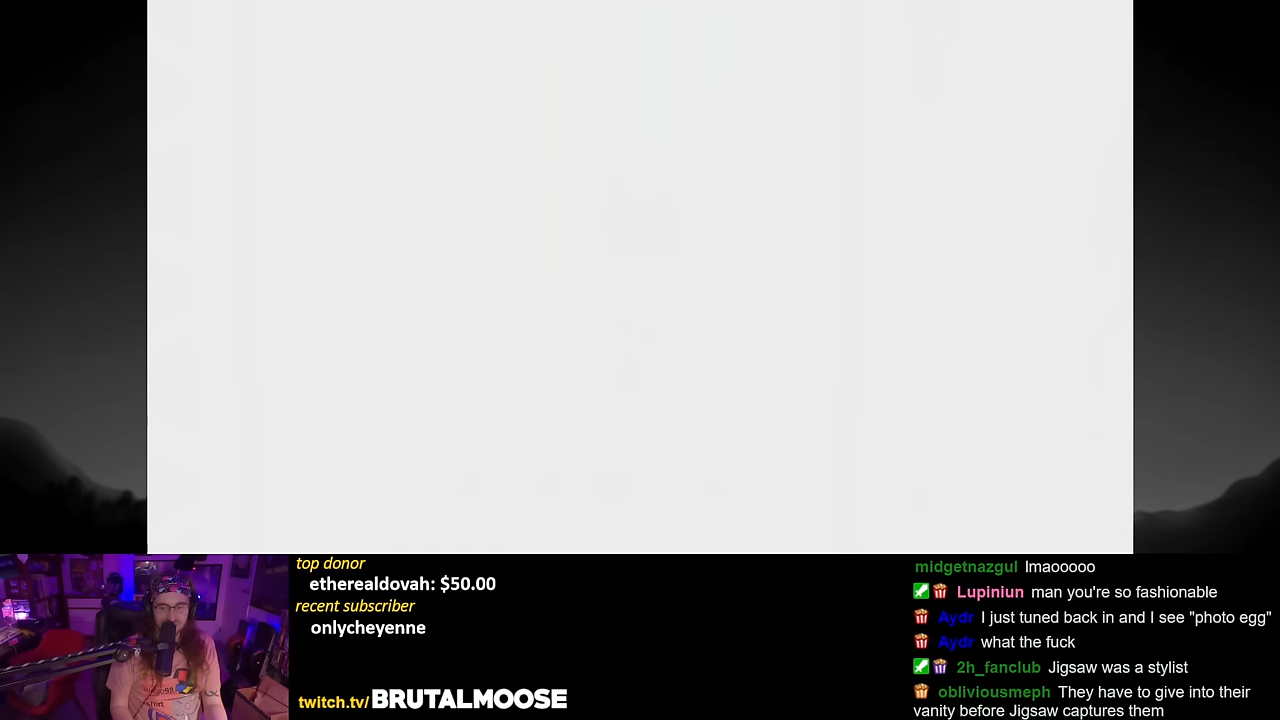 top donor
etherealdovah: $50.00
recent subscriber
onlycheyenne
twitch.tv/BRUTALMOOSE
midgetnazgul lmaooooo
Lupiniun man you're so fashionable
Aydr I just tuned back in and I see "photo egg"
Aydr what the fuck
2h_fanclub Jigsaw was a stylist
obliviousmeph They have to give into their
vanity before Jigsaw captures them